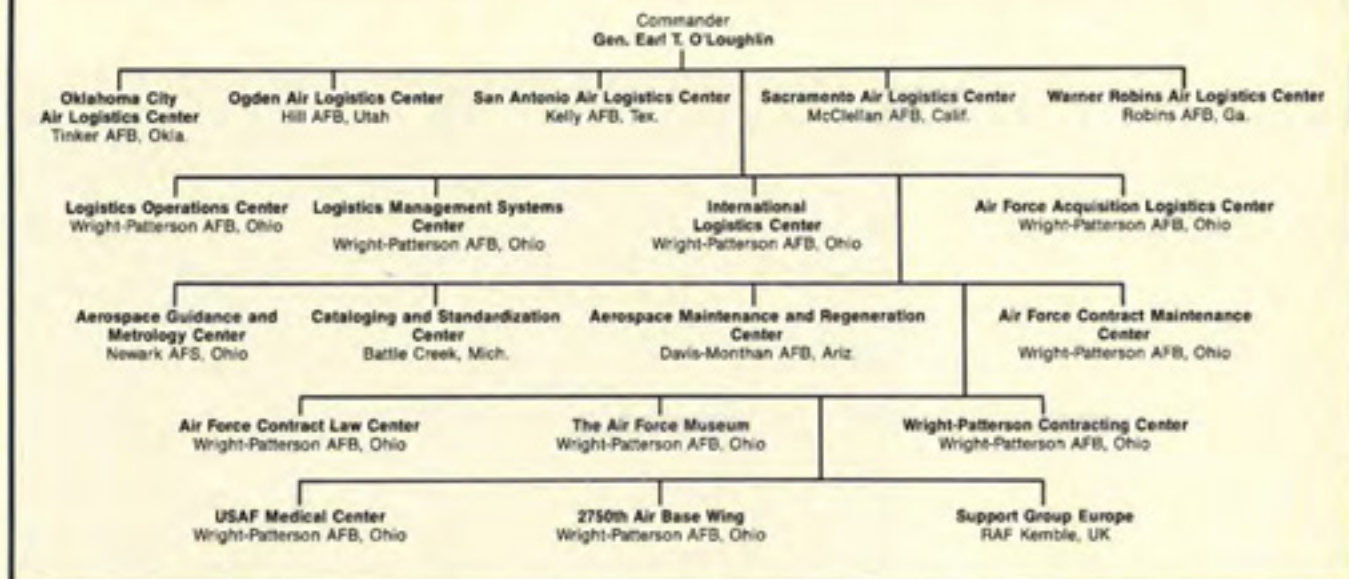 Commander
Gen. Earl T. O'Loughlin
Oklahoma City
Air Logistics Center
Tinker AFB, Okla.
Ogden Air Logistics Center
Hill AFB, Utah
San Antonio Air Logistics Center
Kelly AFB, Tex.
Sacramento Air Logistics Center
McClellan AFB, Calif.
Warner Robins Air Logistics Center
Robins AFB, Ga.
Logistics Operations Center
Wright-Patterson AFB, Ohio
Logistics Management Systems
Center
Wright-Patterson AFB, Ohio
International
Logistics Center
Wright-Patterson AFB, Ohio
Air Force Acquisition Logistics Center
Wright-Patterson AFB, Ohio
Aerospace Guidance and
Metrology Center
Newark AFS, Ohio
Cataloging and Standardization
Center
Battle Creek, Mich.
Aerospace Maintenance and Regeneration
Center
Davis-Monthan AFB, Ariz.
Air Force Contract Maintenance
Center
Wright-Patterson AFB, Ohio
Air Force Contract Law Center
Wright-Patterson AFB, Ohio
The Air Force Museum
Wright-Patterson AFB, Ohio
Wright-Patterson Contracting Center
Wright-Patterson AFB, Ohio
USAF Medical Center
Wright-Patterson AFB, Ohio
2750th Air Base Wing
Wright-Patterson AFB, Ohio
Support Group Europe
RAF Kemble, UK